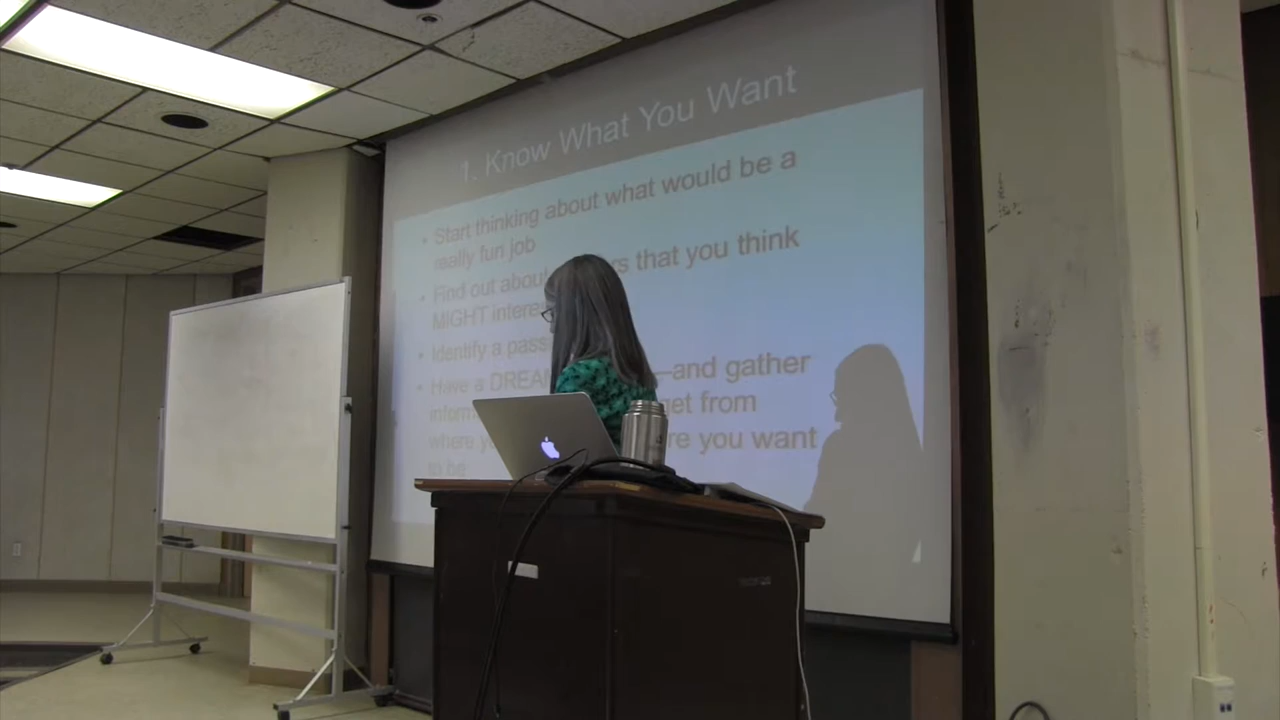 1. Know What You Want
• Start thinking about what would be a
really fun job
• Find out about that you think
MIGHT
• Identify a
• Have a —and gather
get from
where you want
to be